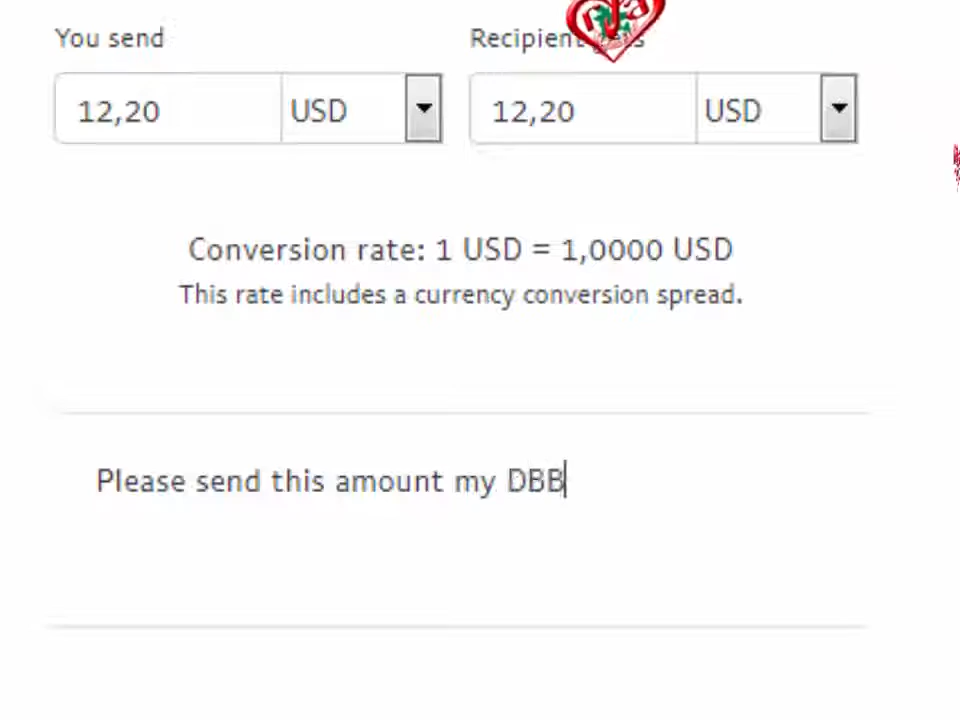 You send
Recipient gets
12,20 USD
12,20 USD
Conversion rate: 1 USD = 1,0000 USD
This rate includes a currency conversion spread.
Please send this amount my DBB